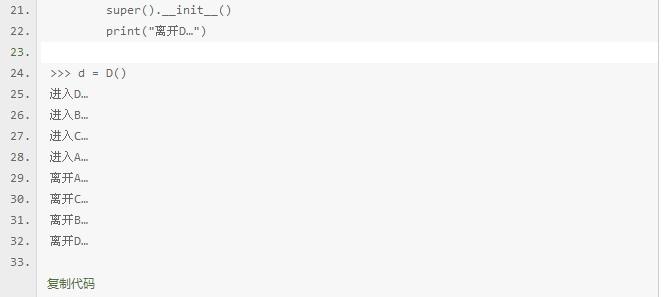 21.         super().__init__()
22.         print("离开D…")
23.
24. >>> d = D()
25. 进入D…
26. 进入B…
27. 进入C…
28. 进入A…
29. 离开A…
30. 离开C…
31. 离开B…
32. 离开D…
33.
复制代码